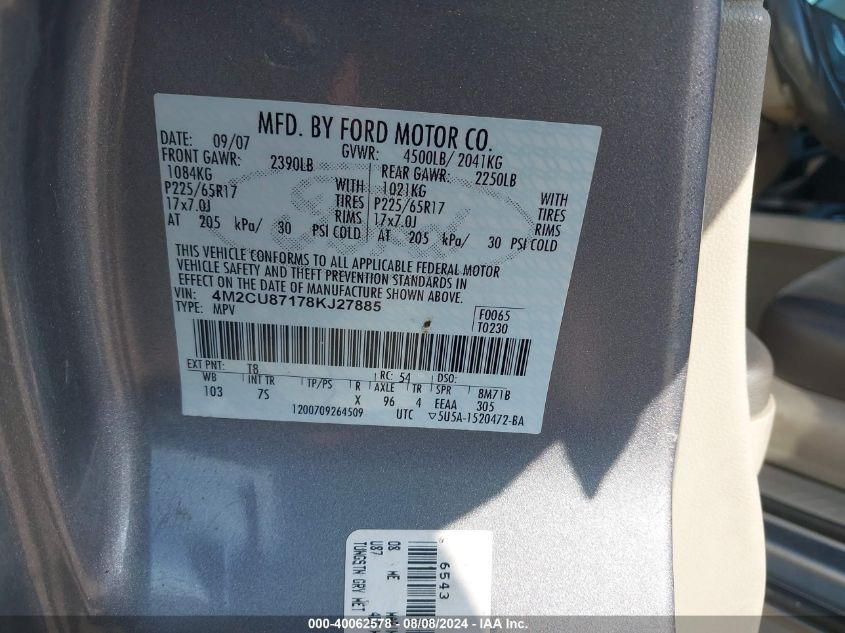 MFD. BY FORD MOTOR CO.
DATE: 09/07 GVWR: 4500LB/ 2041KG
FRONT GAWR: 2390LB REAR GAWR: 2250LB
1084KG WITH 1021KG WITH
P225/65R17 TIRES P225/65R17 TIRES
17x7.0J RIMS 17x7.0J RIMS
AT 205 kPa/ 30 PSI COLD AT 205 kPa/ 30 PSI COLD
THIS VEHICLE CONFORMS TO ALL APPLICABLE FEDERAL MOTOR
VEHICLE SAFETY AND THEFT PREVENTION STANDARDS IN
EFFECT ON THE DATE OF MANUFACTURE SHOWN ABOVE.
VIN: 4M2CU87178KJ27885 F0065
TYPE: MPV T0230
EXT PNT: T8 RC: 54 DSO:
WB INT TR TP/PS R AXLE TR SPR 8M71B
103 7S X 96 4 EEAA 305
1200709264509 UTC ▽5U5A-1520472-BA
6543
08 ME
U87
TUNGSTN GRY MET
000-40062578 - 08/08/2024 - IAAI, Inc.